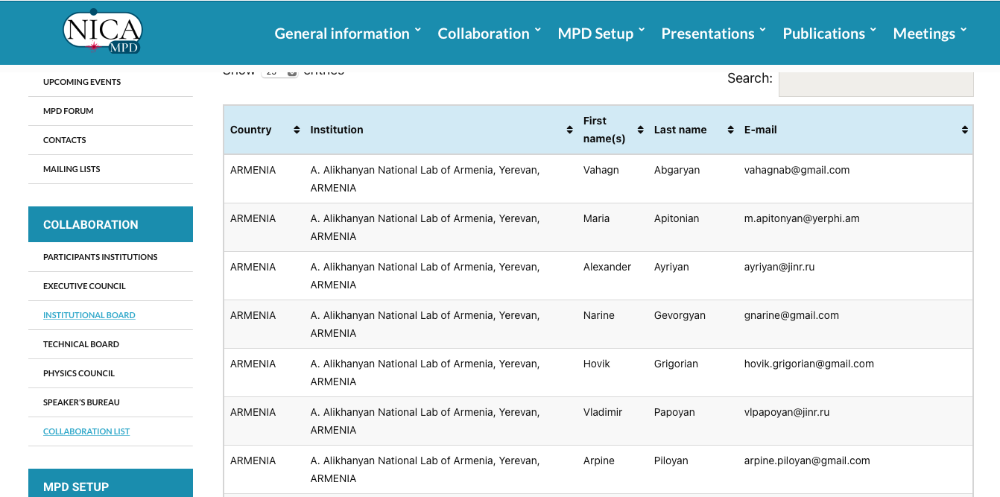 NICA
MPD
General information
Collaboration
MPD Setup
Presentations
Publications
Meetings
UPCOMING EVENTS
MPD FORUM
CONTACTS
MAILING LISTS
COLLABORATION
PARTICIPANTS INSTITUTIONS
EXECUTIVE COUNCIL
INSTITUTIONAL BOARD
TECHNICAL BOARD
PHYSICS COUNCIL
SPEAKER'S BUREAU
COLLABORATION LIST
MPD SETUP
Show 25 entries
Search:
Country Institution First name(s) Last name E-mail
ARMENIA A. Alikhanyan National Lab of Armenia, Yerevan, Vahagn Abgaryan vahagnab@gmail.com
ARMENIA
ARMENIA A. Alikhanyan National Lab of Armenia, Yerevan, Maria Apitonian m.apitonyan@yerphi.am
ARMENIA
ARMENIA A. Alikhanyan National Lab of Armenia, Yerevan, Alexander Ayriyan ayriyan@jinr.ru
ARMENIA
ARMENIA A. Alikhanyan National Lab of Armenia, Yerevan, Narine Gevorgyan gnarine@gmail.com
ARMENIA
ARMENIA A. Alikhanyan National Lab of Armenia, Yerevan, Hovik Grigorian hovik.grigorian@gmail.com
ARMENIA
ARMENIA A. Alikhanyan National Lab of Armenia, Yerevan, Vladimir Papoyan vlpapoyan@jinr.ru
ARMENIA
ARMENIA A. Alikhanyan National Lab of Armenia, Yerevan, Arpine Piloyan arpine.piloyan@gmail.com
ARMENIA